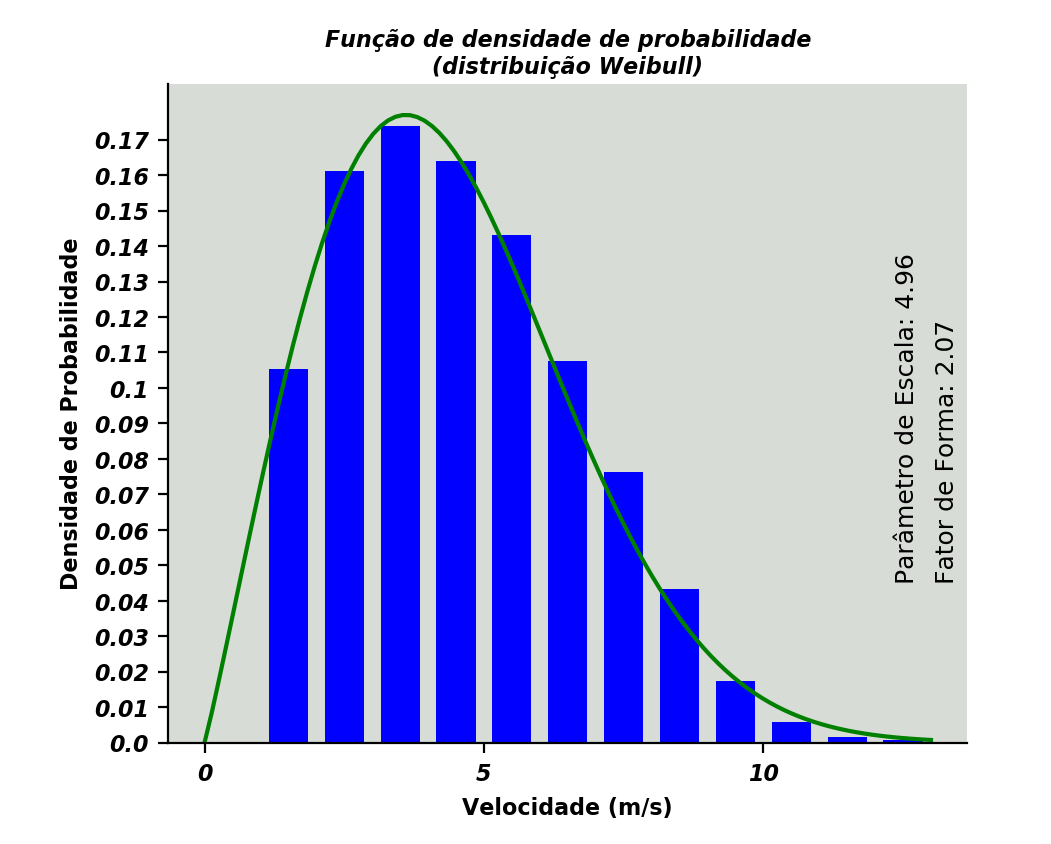 Função de densidade de probabilidade
(distribuição Weibull)
Densidade de Probabilidade
0.17
0.16
0.15
0.14
0.13
0.12
0.11
0.1
0.09
0.08
0.07
0.06
0.05
0.04
0.03
0.02
0.01
0.0
0 5 10
Velocidade (m/s)
Parâmetro de Escala: 4.96
Fator de Forma: 2.07